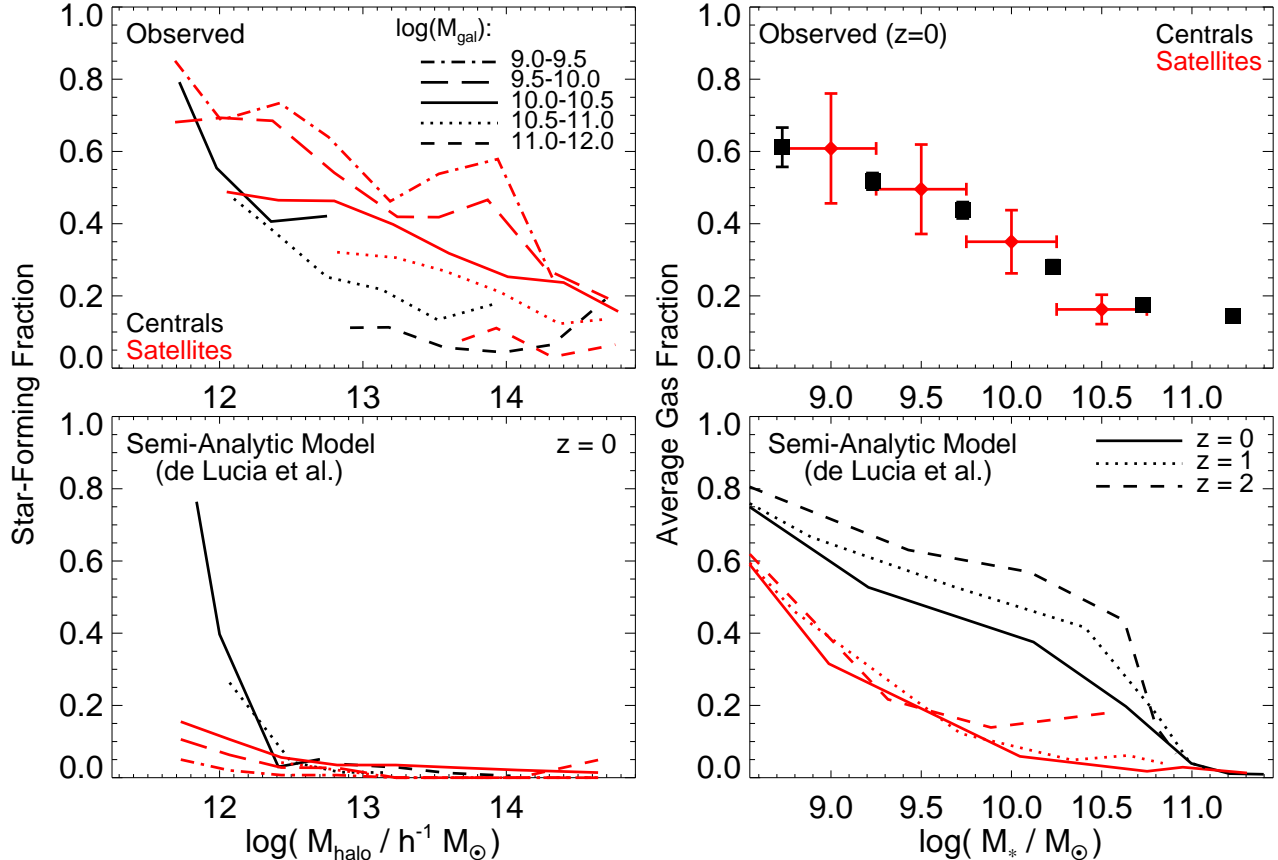 Observed
log(M_gal):
9.0-9.5
9.5-10.0
10.0-10.5
10.5-11.0
11.0-12.0
Centrals
Satellites
1.0
0.8
0.6
0.4
0.2
0.0
12
13
14
Observed (z=0)
Centrals
Satellites
1.0
0.8
0.6
0.4
0.2
0.0
9.0
9.5
10.0
10.5
11.0
Star-Forming Fraction
Average Gas Fraction
Semi-Analytic Model
(de Lucia et al.)
z = 0
1.0
0.8
0.6
0.4
0.2
0.0
12
13
14
log( M_halo / h⁻¹ M_⊙)
Semi-Analytic Model
(de Lucia et al.)
z = 0
z = 1
z = 2
1.0
0.8
0.6
0.4
0.2
0.0
9.0
9.5
10.0
10.5
11.0
log( M_* / M_⊙)